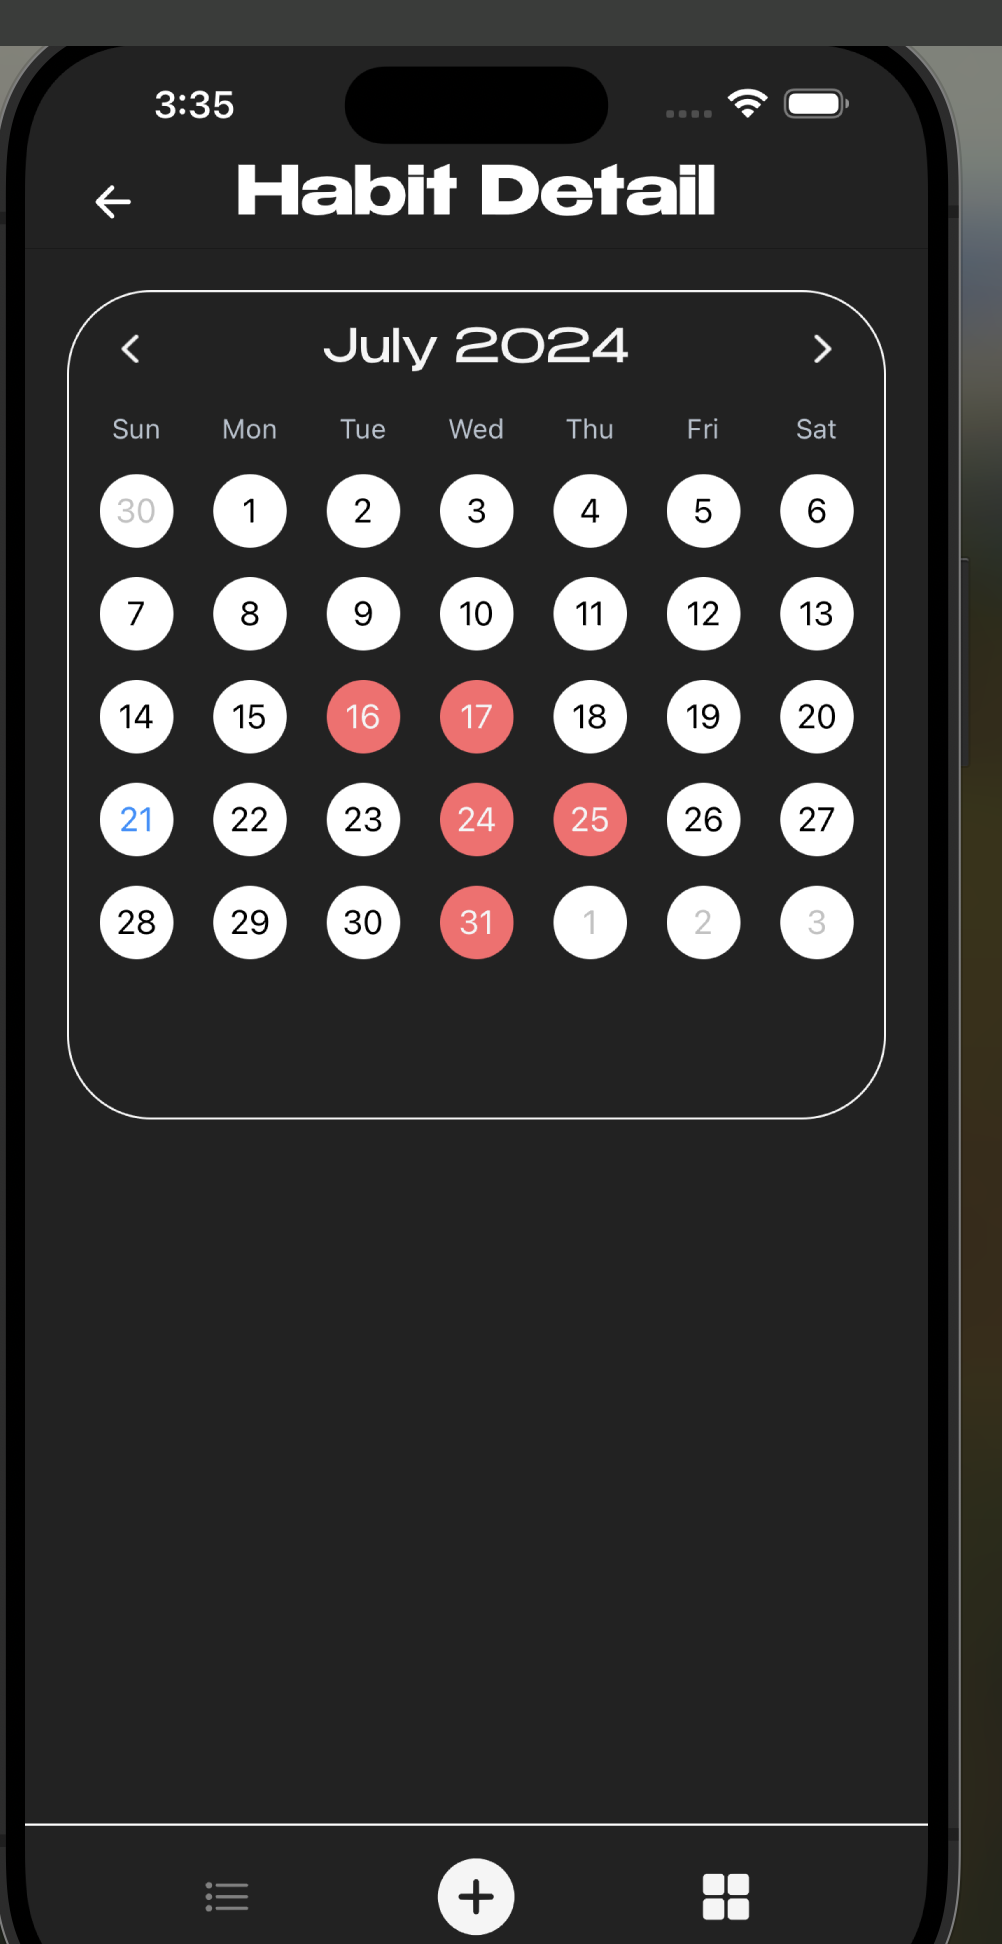 3:35
Habit Detail
July 2024
Sun Mon Tue Wed Thu Fri Sat
30 1 2 3 4 5 6
7 8 9 10 11 12 13
14 15 16 17 18 19 20
21 22 23 24 25 26 27
28 29 30 31 1 2 3